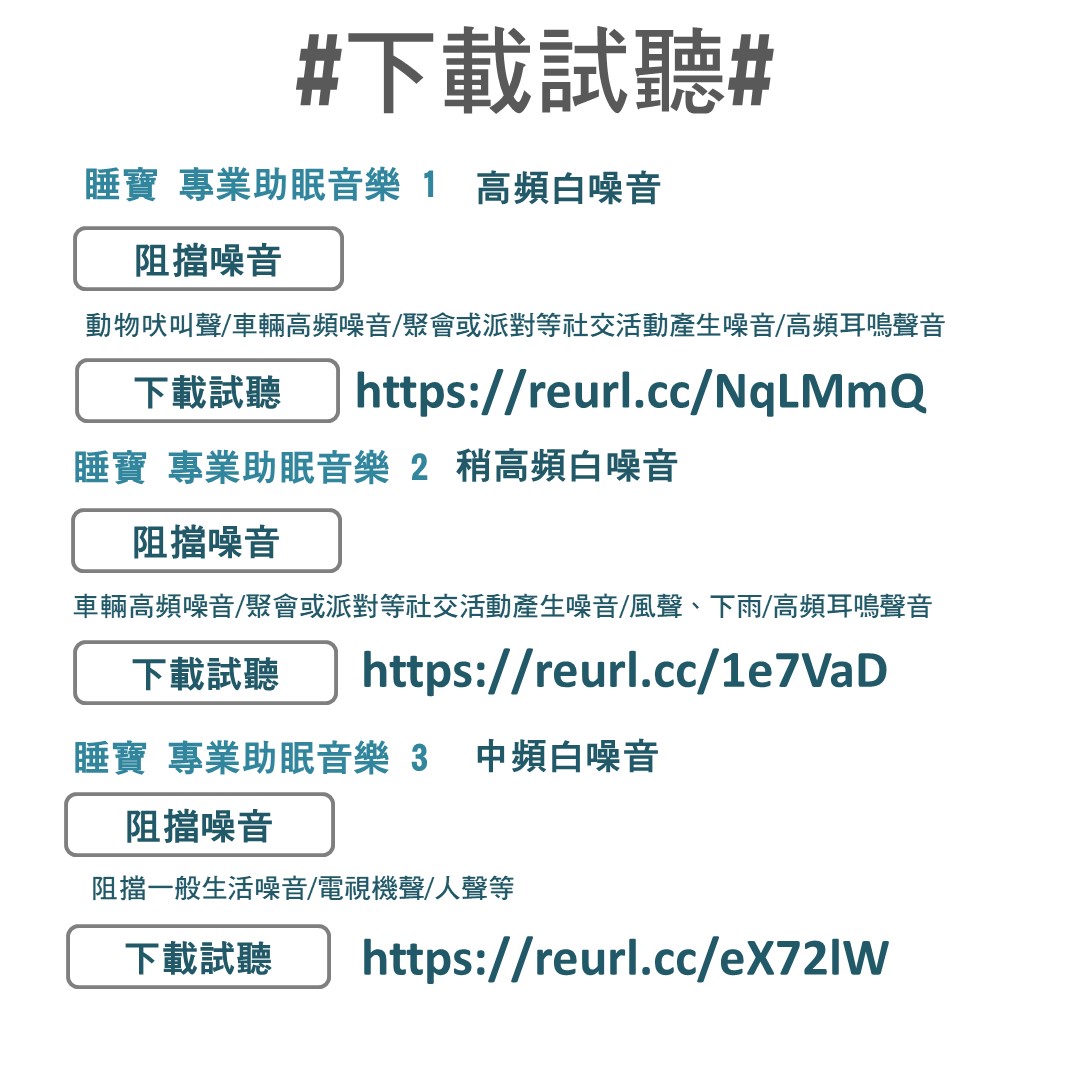 #下載試聽#
睡寶 專業助眠音樂 1 高頻白噪音
阻擋噪音
動物吠叫聲/車輛高頻噪音/聚會或派對等社交活動產生噪音/高頻耳鳴聲音
下載試聽 https://reurl.cc/NqLMmQ
睡寶 專業助眠音樂 2 稍高頻白噪音
阻擋噪音
車輛高頻噪音/聚會或派對等社交活動產生噪音/風聲、下雨/高頻耳鳴聲音
下載試聽 https://reurl.cc/1e7VaD
睡寶 專業助眠音樂 3 中頻白噪音
阻擋噪音
阻擋一般生活噪音/電視機聲/人聲等
下載試聽 https://reurl.cc/eX72lW